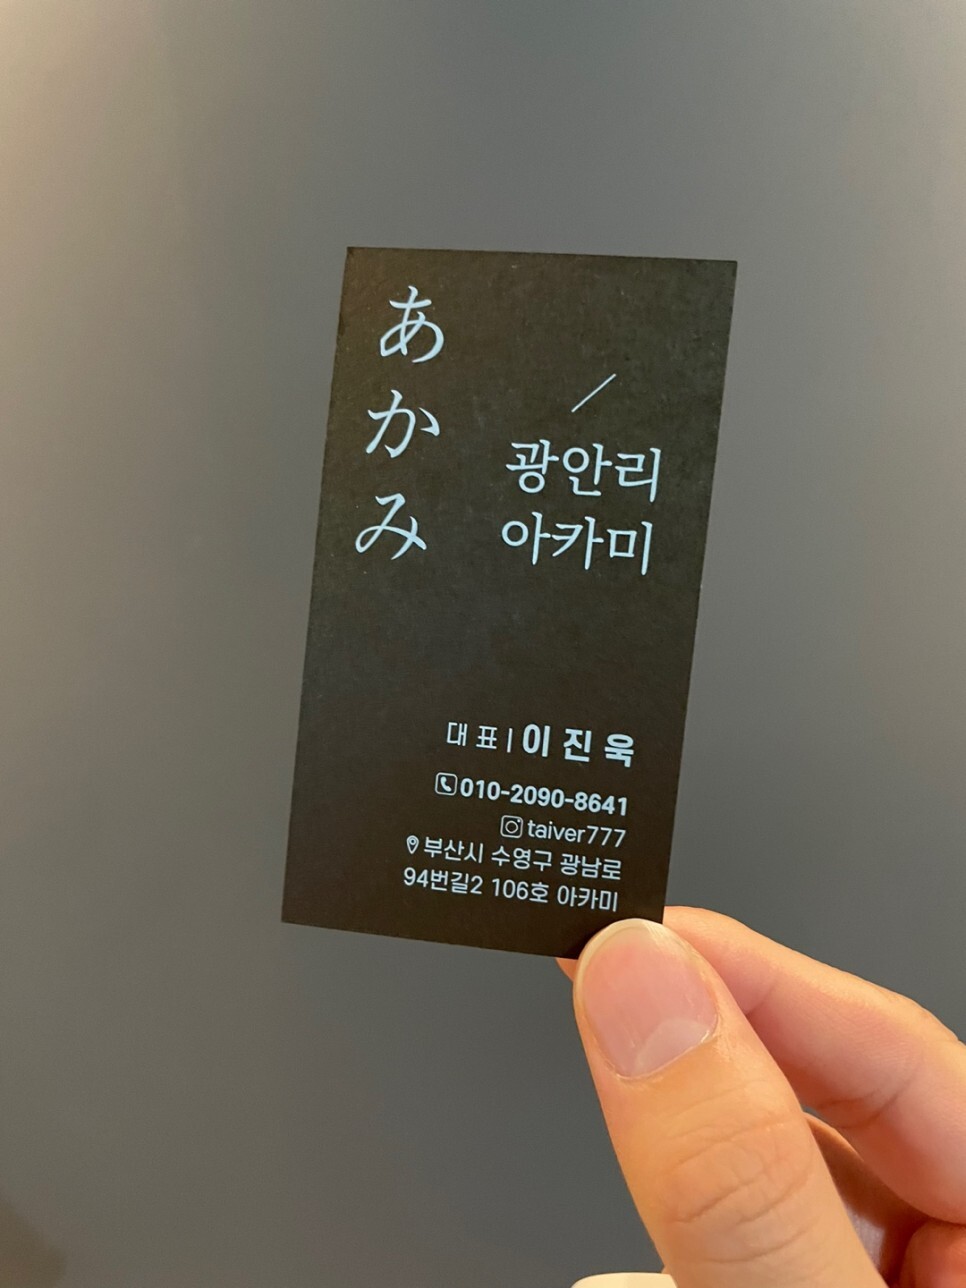 あかみ
광안리
아카미
대표 | 이진욱
010-2090-8641
taiver777
부산시 수영구 광남로
94번길2 106호 아카미